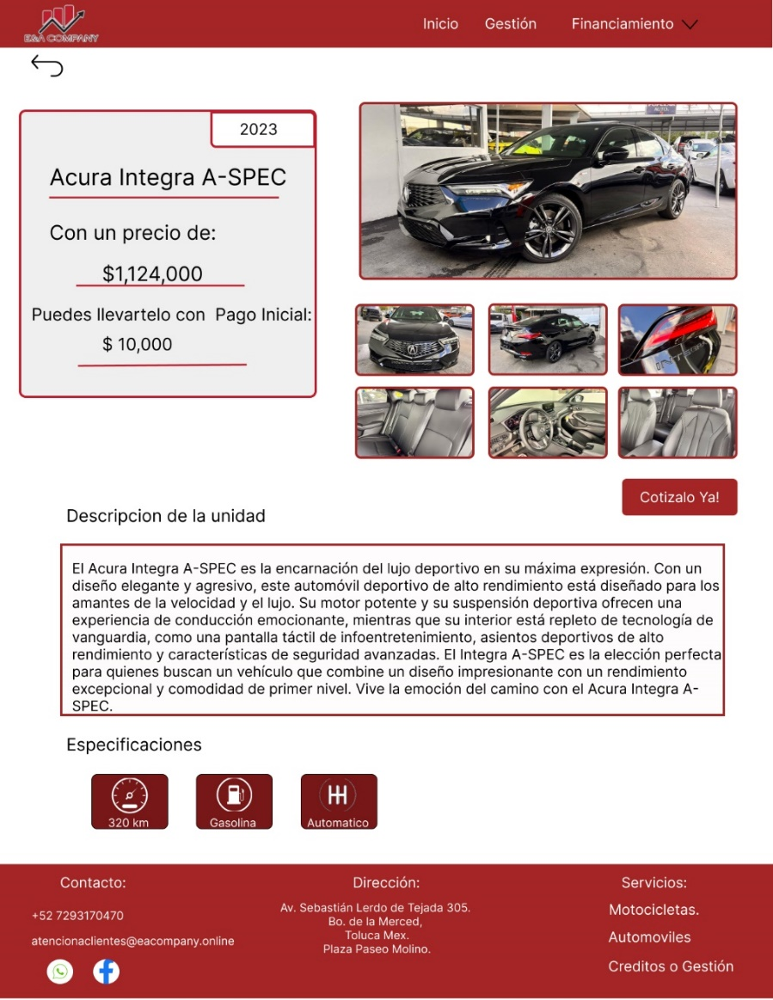 E&A COMPANY
Inicio Gestión Financiamiento
2023
Acura Integra A-SPEC
Con un precio de:
$1,124,000
Puedes llevartelo con Pago Inicial:
$ 10,000
Cotizalo Ya!
Descripcion de la unidad
El Acura Integra A-SPEC es la encarnación del lujo deportivo en su máxima expresión. Con un
diseño elegante y agresivo, este automóvil deportivo de alto rendimiento está diseñado para los
amantes de la velocidad y el lujo. Su motor potente y su suspensión deportiva ofrecen una
experiencia de conducción emocionante, mientras que su interior está repleto de tecnología de
vanguardia, como una pantalla táctil de infoentretenimiento, asientos deportivos de alto
rendimiento y características de seguridad avanzadas. El Integra A-SPEC es la elección perfecta
para quienes buscan un vehículo que combine un diseño impresionante con un rendimiento
excepcional y comodidad de primer nivel. Vive la emoción del camino con el Acura Integra A-
SPEC.
Especificaciones
320 km
Gasolina
Automatico
Contacto:
+52 7293170470
atencionaclientes@eacompany.online
Dirección:
Av. Sebastián Lerdo de Tejada 305.
Bo. de la Merced,
Toluca Mex.
Plaza Paseo Molino.
Servicios:
Motocicletas.
Automoviles
Creditos o Gestión